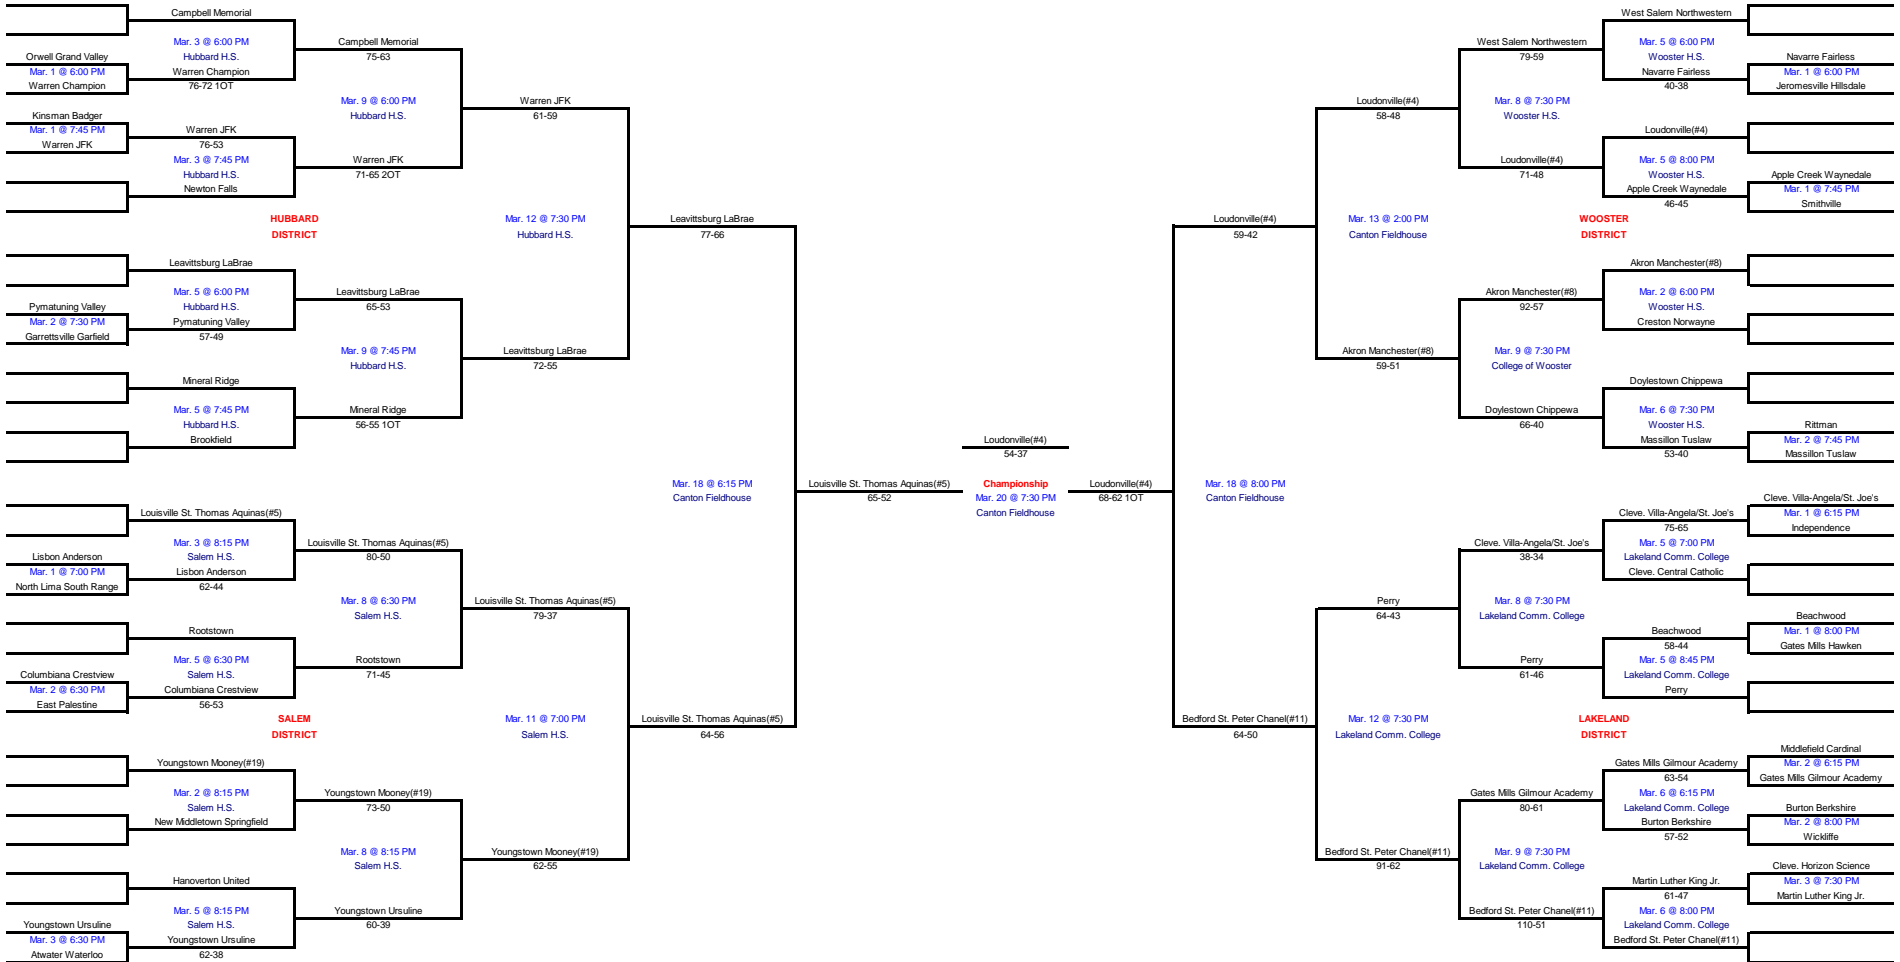 Campbell Memorial
Mar. 3 @ 6:00 PM
Hubbard H.S.
Campbell Memorial
75-63
Orwell Grand Valley
Mar. 1 @ 6:00 PM
Warren Champion
Warren Champion
76-72 1OT
Mar. 9 @ 6:00 PM
Hubbard H.S.
Warren JFK
61-59
Kinsman Badger
Mar. 1 @ 7:45 PM
Warren JFK
Warren JFK
76-53
Mar. 3 @ 7:45 PM
Hubbard H.S.
Warren JFK
71-65 2OT
Newton Falls
HUBBARD
DISTRICT
Mar. 12 @ 7:30 PM
Hubbard H.S.
Leavittsburg LaBrae
77-66
Leavittsburg LaBrae
Mar. 5 @ 6:00 PM
Hubbard H.S.
Leavittsburg LaBrae
65-53
Pymatuning Valley
Mar. 2 @ 7:30 PM
Garrettsville Garfield
Pymatuning Valley
57-49
Mar. 9 @ 7:45 PM
Hubbard H.S.
Leavittsburg LaBrae
72-55
Mineral Ridge
Mar. 5 @ 7:45 PM
Hubbard H.S.
Mineral Ridge
56-55 1OT
Brookfield
Mar. 18 @ 6:15 PM
Canton Fieldhouse
Louisville St. Thomas Aquinas(#5)
65-52
Louisville St. Thomas Aquinas(#5)
Mar. 3 @ 8:15 PM
Salem H.S.
Louisville St. Thomas Aquinas(#5)
80-50
Lisbon Anderson
Mar. 1 @ 7:00 PM
North Lima South Range
Lisbon Anderson
62-44
Mar. 8 @ 6:30 PM
Salem H.S.
Louisville St. Thomas Aquinas(#5)
79-37
Rootstown
Mar. 5 @ 6:30 PM
Salem H.S.
Rootstown
71-45
Columbiana Crestview
Mar. 2 @ 6:30 PM
East Palestine
Columbiana Crestview
56-53
SALEM
DISTRICT
Mar. 11 @ 7:00 PM
Salem H.S.
Louisville St. Thomas Aquinas(#5)
64-56
Youngstown Mooney(#19)
Mar. 2 @ 8:15 PM
Salem H.S.
Youngstown Mooney(#19)
73-50
New Middletown Springfield
Mar. 8 @ 8:15 PM
Salem H.S.
Youngstown Mooney(#19)
62-55
Hanoverton United
Mar. 5 @ 8:15 PM
Salem H.S.
Youngstown Ursuline
60-39
Youngstown Ursuline
Mar. 3 @ 6:30 PM
Atwater Waterloo
Youngstown Ursuline
62-38
Loudonville(#4)
54-37
Championship
Mar. 20 @ 7:30 PM
Canton Fieldhouse
Loudonville(#4)
68-62 1OT
Mar. 18 @ 8:00 PM
Canton Fieldhouse
West Salem Northwestern
West Salem Northwestern
79-59
Mar. 5 @ 6:00 PM
Wooster H.S.
Navarre Fairless
40-38
Navarre Fairless
Mar. 1 @ 6:00 PM
Jeromesville Hillsdale
Loudonville(#4)
58-48
Mar. 8 @ 7:30 PM
Wooster H.S.
Loudonville(#4)
Loudonville(#4)
71-48
Mar. 5 @ 8:00 PM
Wooster H.S.
Apple Creek Waynedale
46-45
Apple Creek Waynedale
Mar. 1 @ 7:45 PM
Smithville
Loudonville(#4)
59-42
Mar. 13 @ 2:00 PM
Canton Fieldhouse
WOOSTER
DISTRICT
Akron Manchester(#8)
Akron Manchester(#8)
92-57
Mar. 2 @ 6:00 PM
Wooster H.S.
Creston Norwayne
Akron Manchester(#8)
59-51
Mar. 9 @ 7:30 PM
College of Wooster
Doylestown Chippewa
Doylestown Chippewa
66-40
Mar. 6 @ 7:30 PM
Wooster H.S.
Massillon Tuslaw
53-40
Rittman
Mar. 2 @ 7:45 PM
Massillon Tuslaw
Cleve. Villa-Angela/St. Joe's
Mar. 1 @ 6:15 PM
Independence
Cleve. Villa-Angela/St. Joe's
75-65
Mar. 5 @ 7:00 PM
Lakeland Comm. College
Cleve. Central Catholic
Cleve. Villa-Angela/St. Joe's
38-34
Perry
64-43
Mar. 8 @ 7:30 PM
Lakeland Comm. College
Beachwood
Mar. 1 @ 8:00 PM
Gates Mills Hawken
Beachwood
58-44
Mar. 5 @ 8:45 PM
Lakeland Comm. College
Perry
Perry
61-46
Bedford St. Peter Chanel(#11)
64-50
Mar. 12 @ 7:30 PM
Lakeland Comm. College
LAKELAND
DISTRICT
Middlefield Cardinal
Mar. 2 @ 6:15 PM
Gates Mills Gilmour Academy
Gates Mills Gilmour Academy
63-54
Mar. 6 @ 6:15 PM
Lakeland Comm. College
Burton Berkshire
57-52
Burton Berkshire
Mar. 2 @ 8:00 PM
Wickliffe
Gates Mills Gilmour Academy
80-61
Bedford St. Peter Chanel(#11)
91-62
Mar. 9 @ 7:30 PM
Lakeland Comm. College
Cleve. Horizon Science
Mar. 3 @ 7:30 PM
Martin Luther King Jr.
Martin Luther King Jr.
61-47
Mar. 6 @ 8:00 PM
Lakeland Comm. College
Bedford St. Peter Chanel(#11)
Bedford St. Peter Chanel(#11)
110-51